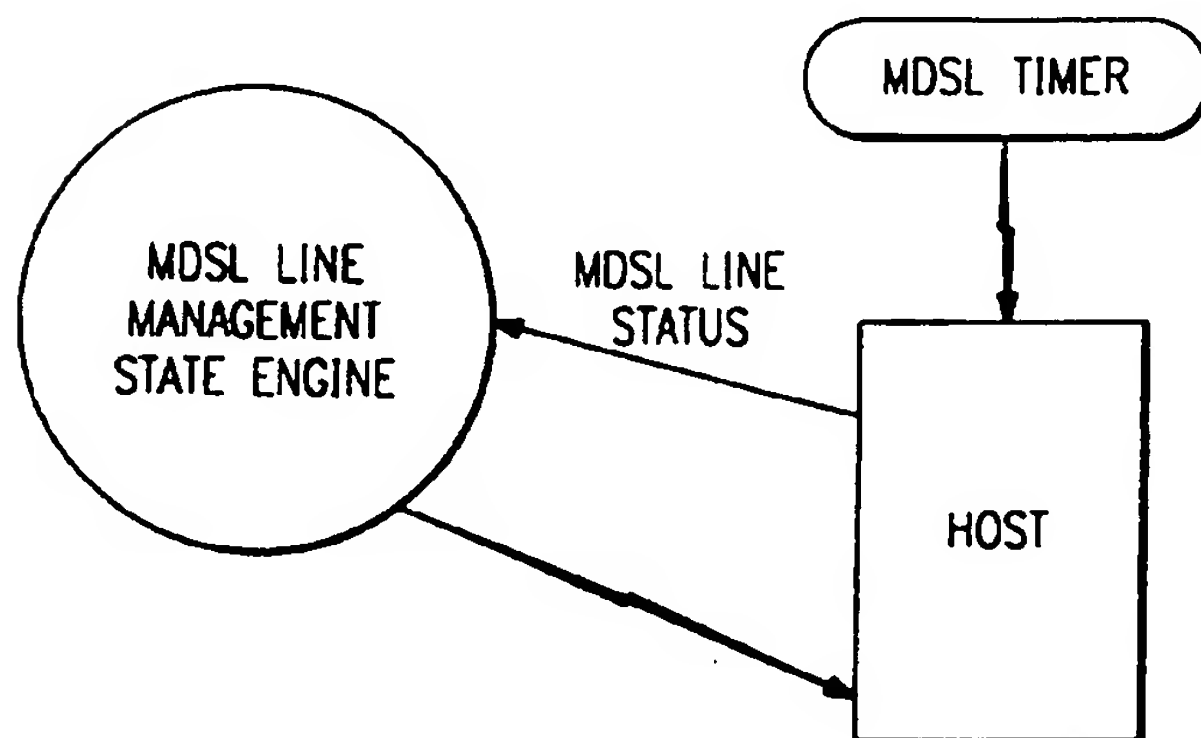 MDSL TIMER
MDSL LINE
MANAGEMENT
STATE ENGINE
MDSL LINE
STATUS
HOST